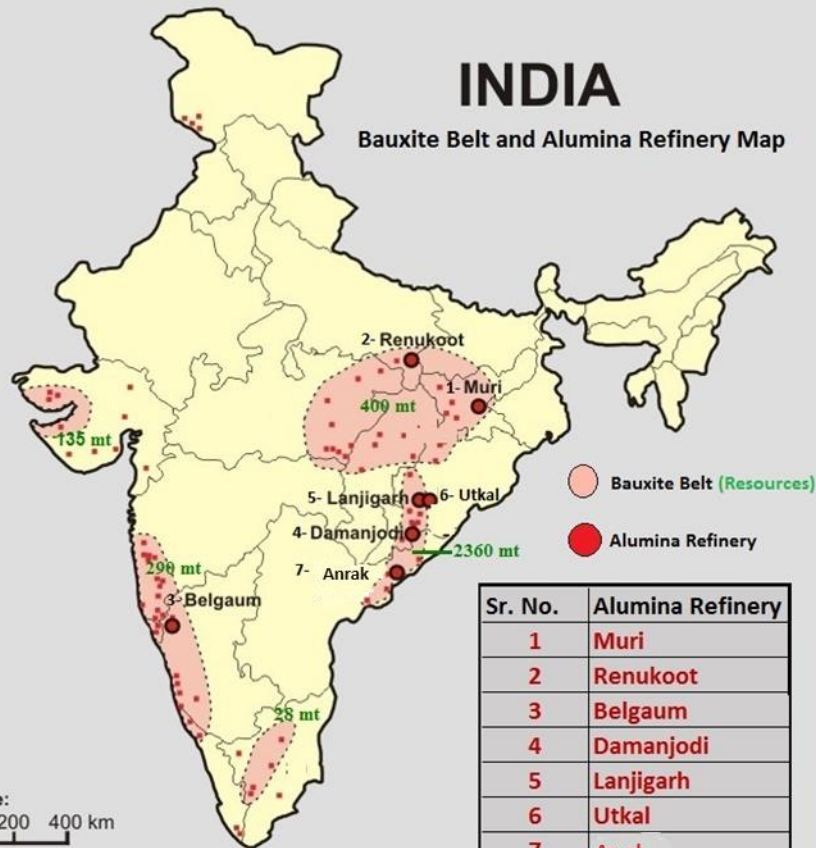 INDIA
Bauxite Belt and Alumina Refinery Map
2- Renukoot
1- Muri
400 mt
135 mt
5- Lanjigarh
6- Utkal
4- Damanjodi
2360 mt
7- Anrak
290 mt
3- Belgaum
28 mt
Bauxite Belt (Resources)
Alumina Refinery
Sr. No. Alumina Refinery
1 Muri
2 Renukoot
3 Belgaum
4 Damanjodi
5 Lanjigarh
6 Utkal
7
200 400 km